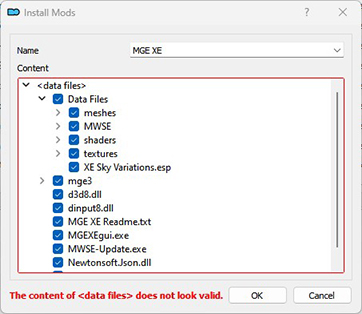 Install Mods
Name MGE XE
Content
<data files>
Data Files
meshes
MWSE
shaders
textures
XE Sky Variations.esp
mge3
d3d8.dll
dinput8.dll
MGE XE Readme.txt
MGEXEgui.exe
MWSE-Update.exe
Newtonsoft.Json.dll
The content of <data files> does not look valid. OK Cancel